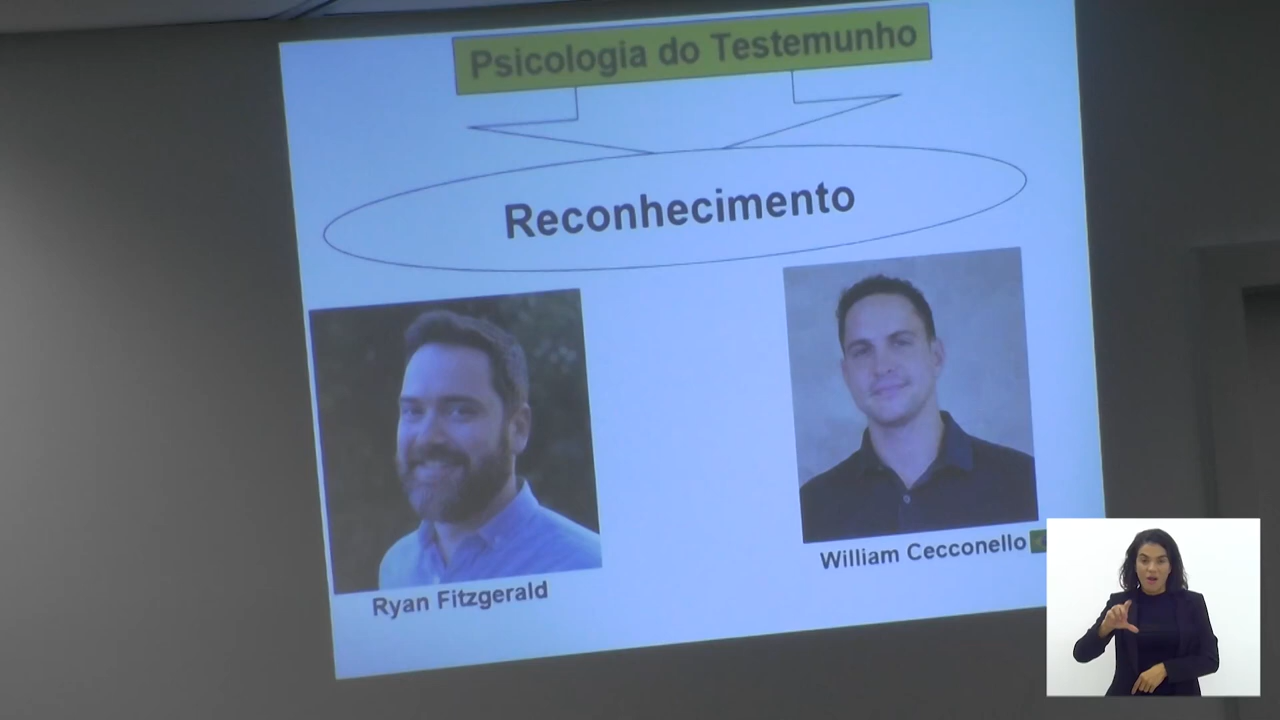 Psicologia do Testemunho
Reconhecimento
Ryan Fitzgerald
William Cecconello